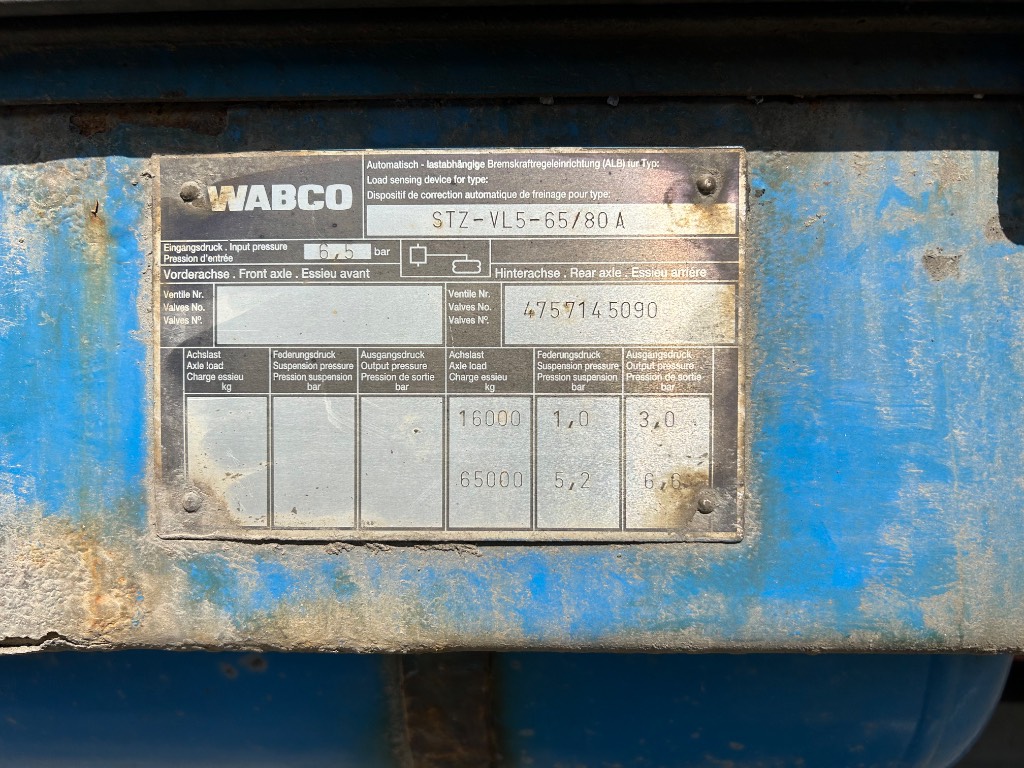 WABCO
Automatisch - lastabhängige Bremskraftregeleinrichtung (ALB) für Typ:
Load sensing device for type:
Dispositif de correction automatique de freinage pour type:
STZ-VL5-65/80 A
Eingangsdruck . Input pressure
Pression d'entrée
6,5 bar
Vorderachse . Front axle . Essieu avant
Hinterachse . Rear axle . Essieu arrière
Ventile Nr.
Valves No.
Valves Nº.
Ventile Nr.
Valves No.
Valves Nº.
4757145090
Achslast
Axle load
Charge essieu
kg
Federungsdruck
Suspension pressure
Pression suspension
bar
Ausgangsdruck
Output pressure
Pression de sortie
bar
Achslast
Axle load
Charge essieu
kg
Federungsdruck
Suspension pressure
Pression suspension
bar
Ausgangsdruck
Output pressure
Pression de sortie
bar
16000 1,0 3,0
65000 5,2